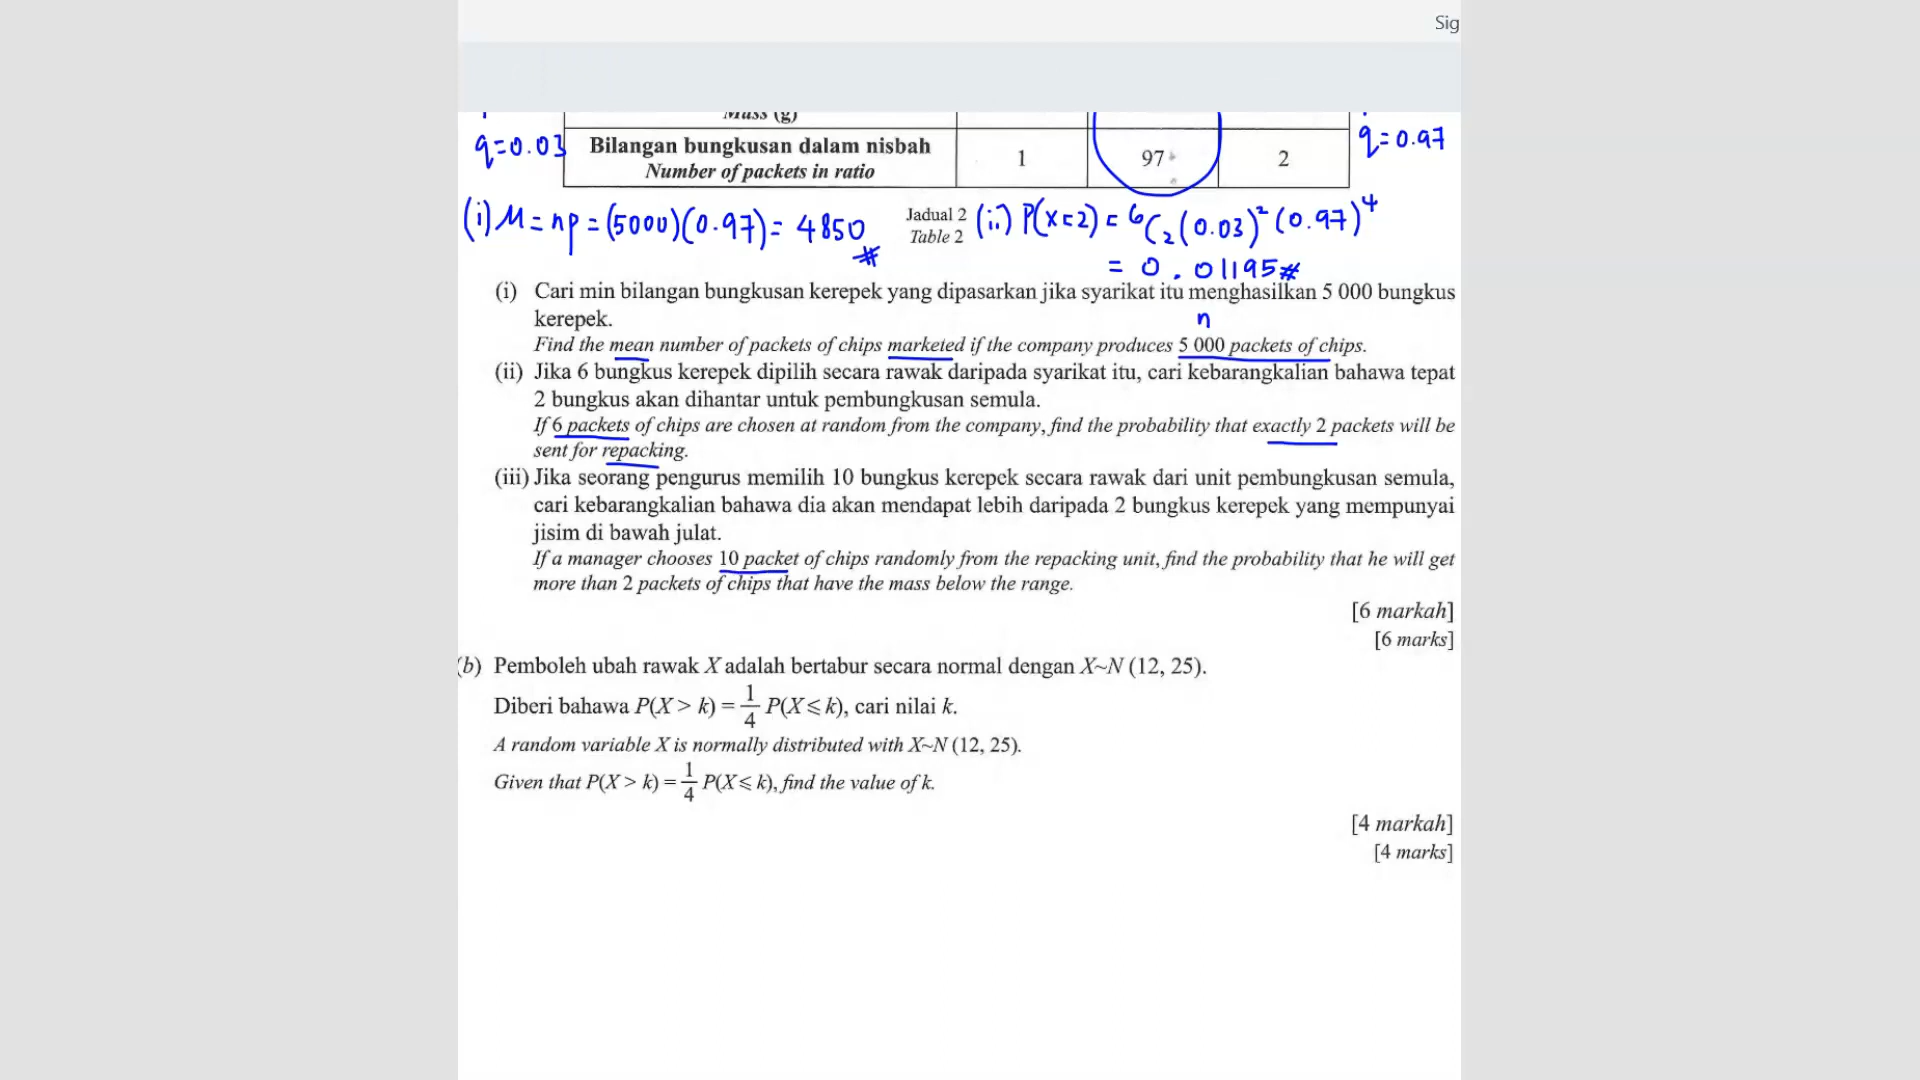 Sig
Mass (g)
q=0.03
Bilangan bungkusan dalam nisbah
Number of packets in ratio
1
97
2
q=0.97
(i) μ = np = (5000)(0.97) = 4850 #
Jadual 2
Table 2
(ii) P(X=2) = ⁶C₂(0.03)²(0.97)⁴
= 0.01195#
(i) Cari min bilangan bungkusan kerepek yang dipasarkan jika syarikat itu menghasilkan 5 000 bungkus
kerepek.
n
Find the mean number of packets of chips marketed if the company produces 5 000 packets of chips.
(ii) Jika 6 bungkus kerepek dipilih secara rawak daripada syarikat itu, cari kebarangkalian bahawa tepat
2 bungkus akan dihantar untuk pembungkusan semula.
If 6 packets of chips are chosen at random from the company, find the probability that exactly 2 packets will be
sent for repacking.
(iii) Jika seorang pengurus memilih 10 bungkus kerepek secara rawak dari unit pembungkusan semula,
cari kebarangkalian bahawa dia akan mendapat lebih daripada 2 bungkus kerepek yang mempunyai
jisim di bawah julat.
If a manager chooses 10 packet of chips randomly from the repacking unit, find the probability that he will get
more than 2 packets of chips that have the mass below the range.
[6 markah]
[6 marks]
(b) Pemboleh ubah rawak X adalah bertabur secara normal dengan X~N (12, 25).
Diberi bahawa P(X > k) = 1/4 P(X ⩽ k), cari nilai k.
A random variable X is normally distributed with X~N (12, 25).
Given that P(X > k) = 1/4 P(X ⩽ k), find the value of k.
[4 markah]
[4 marks]